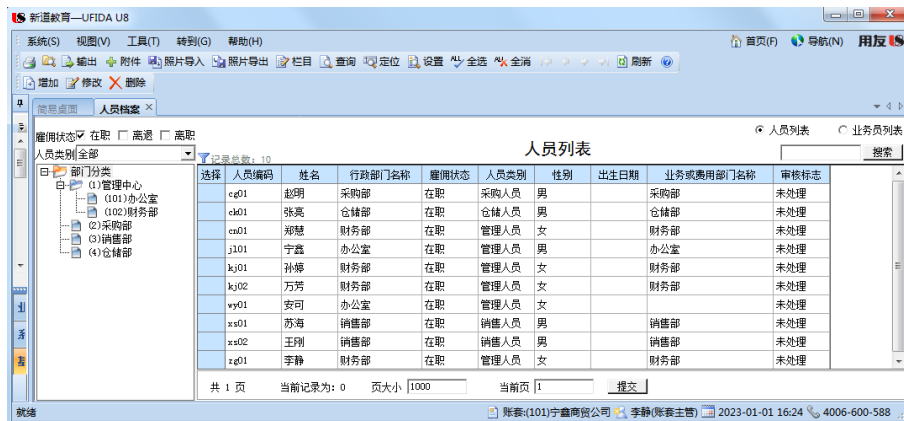 新道教育—UFIDA U8
系统(S) 视图(V) 工具(T) 转到(G) 帮助(H) 首页(F) 导航(N) 用友
输出 附件 照片导入 照片导出 栏目 查询 定位 设置 全选 全消 刷新
增加 修改 删除
简易桌面 人员档案
雇佣状态 在职 离退 离职 人员列表 业务员列表
人员类别 全部 记录总数: 10 人员列表 搜索
部门分类
(1)管理中心
(101)办公室
(102)财务部
(2)采购部
(3)销售部
(4)仓储部
选择 人员编码 姓名 行政部门名称 雇佣状态 人员类别 性别 出生日期 业务或费用部门名称 审核标志
cg01 赵明 采购部 在职 采购人员 男 采购部 未处理
ck01 张亮 仓储部 在职 仓储人员 男 仓储部 未处理
cn01 郑慧 财务部 在职 管理人员 女 财务部 未处理
jl01 宁鑫 办公室 在职 管理人员 男 办公室 未处理
kj01 孙婷 财务部 在职 管理人员 女 财务部 未处理
kj02 万芳 财务部 在职 管理人员 女 财务部 未处理
wy01 安可 办公室 在职 管理人员 女 未处理
xs01 苏海 销售部 在职 销售人员 男 销售部 未处理
xs02 王刚 销售部 在职 销售人员 男 销售部 未处理
zg01 李静 财务部 在职 管理人员 女 财务部 未处理
共 1 页 当前记录为: 0 页大小 1000 当前页 1 提交
就绪 账套:(101)宁鑫商贸公司 李静(账套主管) 2023-01-01 16:24 4006-600-588